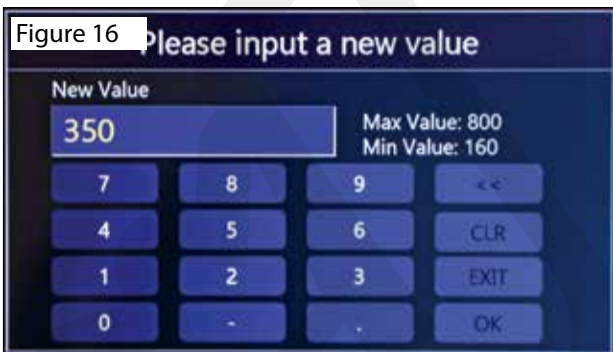 Figure 16
Please input a new value
New Value
350
Max Value: 800
Min Value: 160
7 8 9 <<
4 5 6 CLR
1 2 3 EXIT
0 - . OK